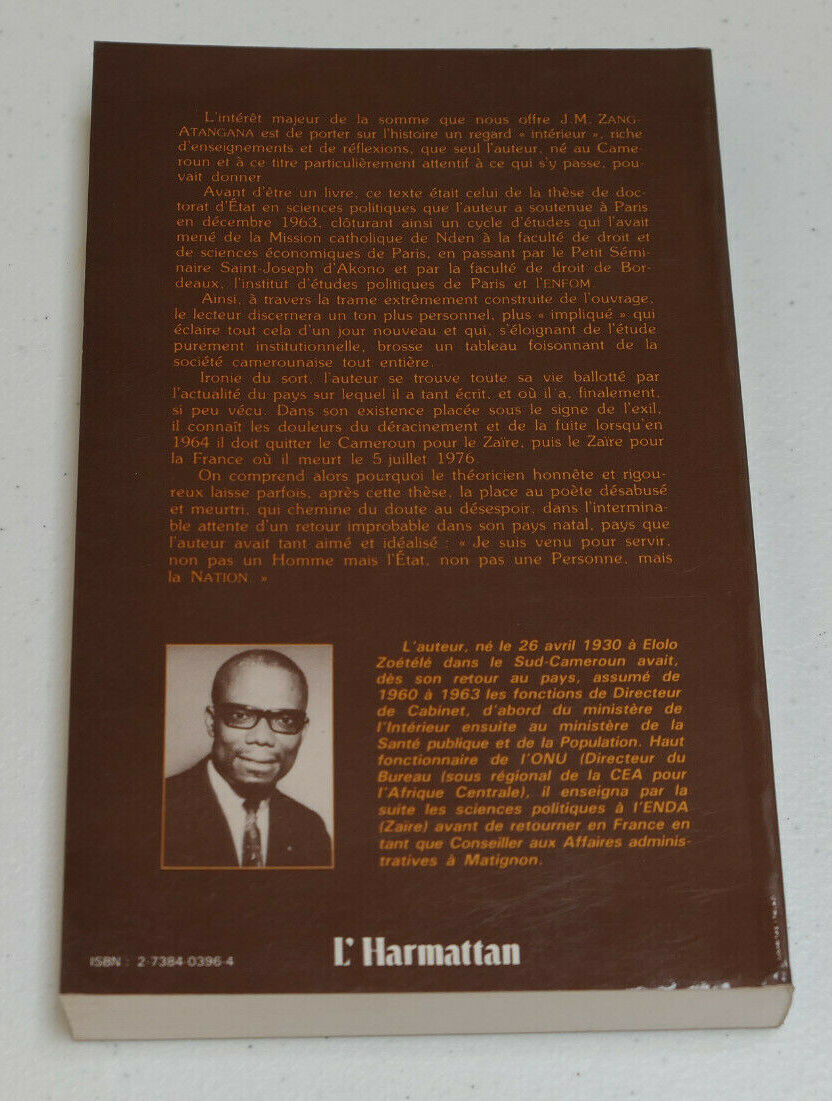 L'intérêt majeur de la somme que nous offre J.M. ZANG-
ATANGANA est de porter sur l'histoire un regard « intérieur », riche
d'enseignements et de réflexions, que seul l'auteur, né au Came-
roun et à ce titre particulièrement attentif à ce qui s'y passe, pou-
vait donner.
Avant d'être un livre, ce texte était celui de la thèse de doc-
torat d'État en sciences politiques que l'auteur a soutenue à Paris
en décembre 1963, clôturant ainsi un cycle d'études qui l'avait
mené de la Mission catholique de Nden à la faculté de droit et
de sciences économiques de Paris, en passant par le Petit Sémi-
naire Saint-Joseph d'Akono et par la faculté de droit de Bor-
deaux, l'institut d'études politiques de Paris et l'ENFOM.
Ainsi, à travers la trame extrêmement construite de l'ouvrage,
le lecteur discernera un ton plus personnel, plus « impliqué » qui
éclaire tout cela d'un jour nouveau et qui, s'éloignant de l'étude
purement institutionnelle, brosse un tableau foisonnant de la
société camerounaise tout entière.
Ironie du sort, l'auteur se trouve toute sa vie ballotté par
l'actualité du pays sur lequel il a tant écrit, et où il a, finalement,
si peu vécu. Dans son existence placée sous le signe de l'exil,
il connaît les douleurs du déracinement et de la fuite lorsqu'en
1964 il doit quitter le Cameroun pour le Zaïre, puis le Zaïre pour
la France où il meurt le 5 juillet 1976.
On comprend alors pourquoi le théoricien honnête et rigou-
reux laisse parfois, après cette thèse, la place au poète désabusé
et meurtri, qui chemine du doute au désespoir, dans l'intermina-
ble attente d'un retour improbable dans son pays natal, pays que
l'auteur avait tant aimé et idéalisé : « Je suis venu pour servir,
non pas un Homme mais l'État, non pas une Personne, mais
la NATION. »
L'auteur, né le 26 avril 1930 à Elolo
Zoétélé dans le Sud-Cameroun avait,
dès son retour au pays, assumé de
1960 à 1963 les fonctions de Directeur
de Cabinet, d'abord du ministère de
l'Intérieur ensuite au ministère de la
Santé publique et de la Population. Haut
fonctionnaire de l'ONU (Directeur du
Bureau (sous régional de la CEA pour
l'Afrique Centrale), il enseigna par la
suite les sciences politiques à l'ENDA
(Zaïre) avant de retourner en France en
tant que Conseiller aux Affaires adminis-
tratives à Matignon.
ISBN : 2-7384-0396-4
L'Harmattan